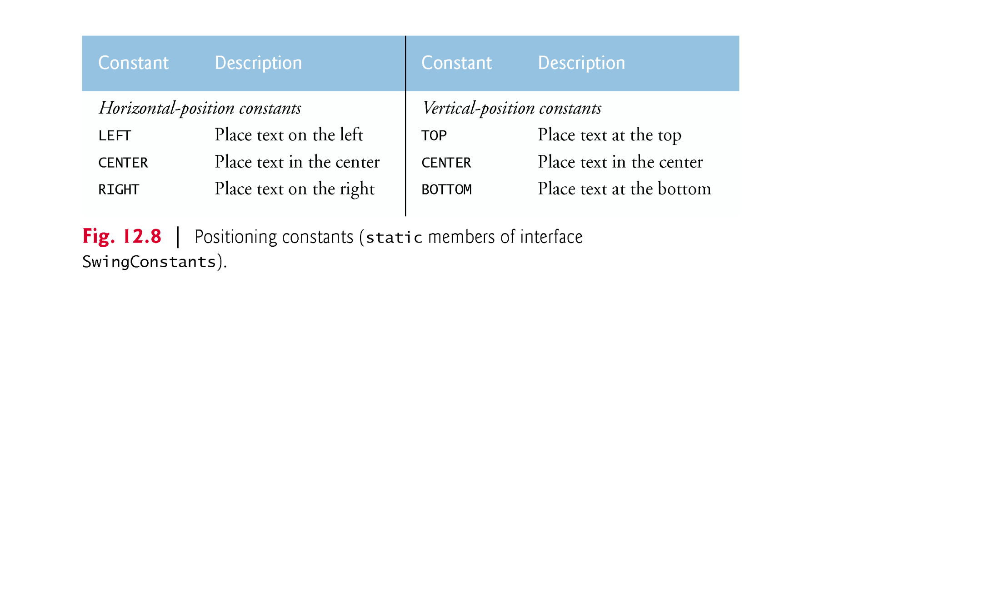 Constant Description Constant Description
Horizontal-position constants Vertical-position constants
LEFT Place text on the left TOP Place text at the top
CENTER Place text in the center CENTER Place text in the center
RIGHT Place text on the right BOTTOM Place text at the bottom
Fig. 12.8 | Positioning constants (static members of interface
SwingConstants).